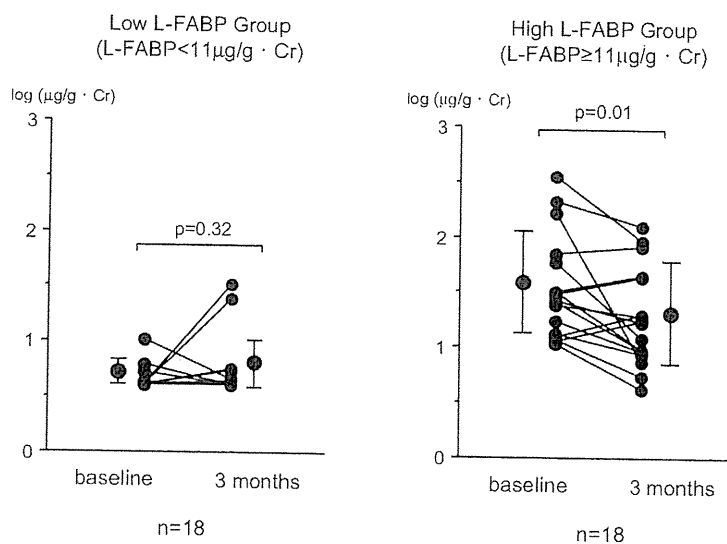 Low L-FABP Group
(L-FABP<11μg/g · Cr)
log (μg/g · Cr)
3
2
1
0
p=0.32
baseline
3 months
n=18
High L-FABP Group
(L-FABP≥11μg/g · Cr)
log (μg/g · Cr)
3
2
1
0
p=0.01
baseline
3 months
n=18